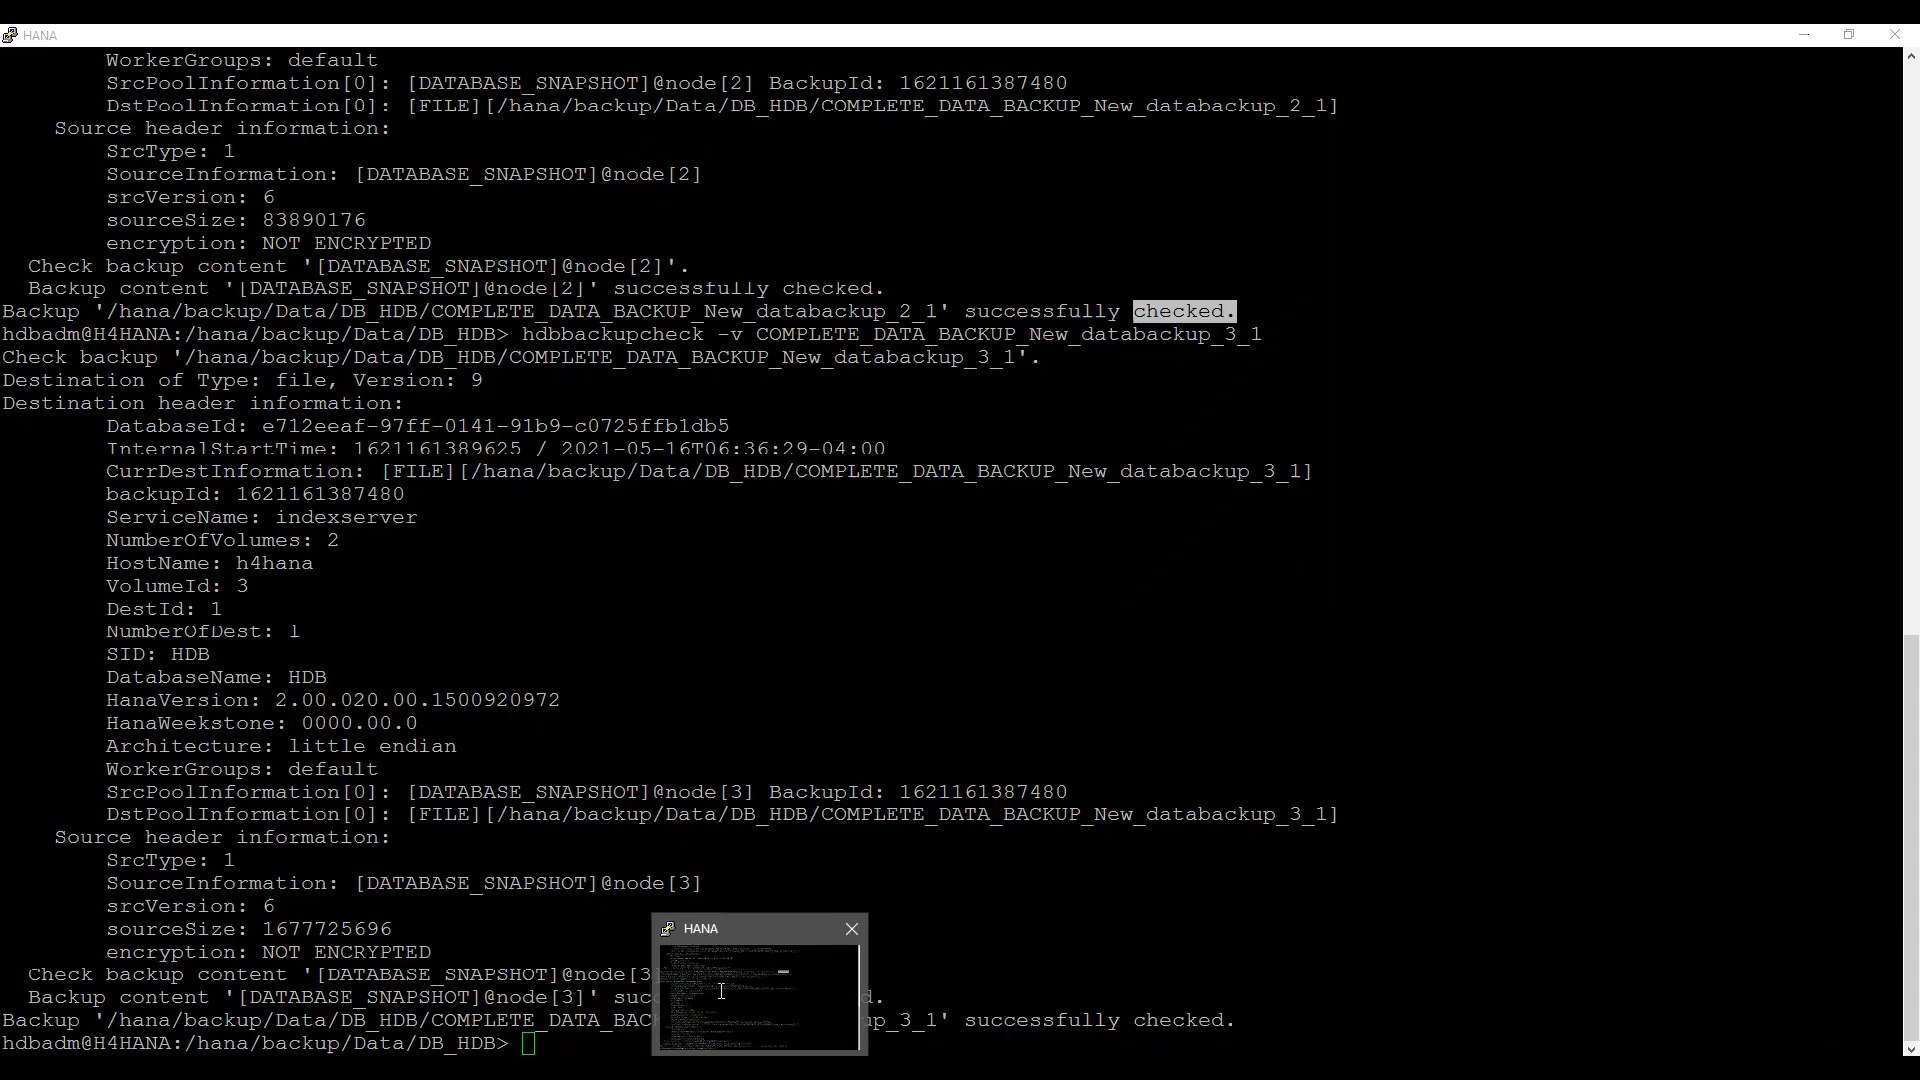 HANA
WorkerGroups: default
SrcPoolInformation[0]: [DATABASE_SNAPSHOT]@node[2] BackupId: 1621161387480
DstPoolInformation[0]: [FILE][/hana/backup/Data/DB_HDB/COMPLETE_DATA_BACKUP_New_databackup_2_1]
Source header information:
SrcType: 1
SourceInformation: [DATABASE_SNAPSHOT]@node[2]
srcVersion: 6
sourceSize: 83890176
encryption: NOT ENCRYPTED
Check backup content '[DATABASE_SNAPSHOT]@node[2]'.
Backup content '[DATABASE_SNAPSHOT]@node[2]' successfully checked.
Backup '/hana/backup/Data/DB_HDB/COMPLETE_DATA_BACKUP_New_databackup_2_1' successfully checked.
hdbadm@H4HANA:/hana/backup/Data/DB_HDB> hdbbackupcheck -v COMPLETE_DATA_BACKUP_New_databackup_3_1
Check backup '/hana/backup/Data/DB_HDB/COMPLETE_DATA_BACKUP_New_databackup_3_1'.
Destination of Type: file, Version: 9
Destination header information:
DatabaseId: e712eeaf-97ff-0141-91b9-c0725ffb1db5
InternalStartTime: 1621161389625 / 2021-05-16T06:36:29-04:00
CurrDestInformation: [FILE][/hana/backup/Data/DB_HDB/COMPLETE_DATA_BACKUP_New_databackup_3_1]
backupId: 1621161387480
ServiceName: indexserver
NumberOfVolumes: 2
HostName: h4hana
VolumeId: 3
DestId: 1
NumberOfDest: 1
SID: HDB
DatabaseName: HDB
HanaVersion: 2.00.020.00.1500920972
HanaWeekstone: 0000.00.0
Architecture: little endian
WorkerGroups: default
SrcPoolInformation[0]: [DATABASE_SNAPSHOT]@node[3] BackupId: 1621161387480
DstPoolInformation[0]: [FILE][/hana/backup/Data/DB_HDB/COMPLETE_DATA_BACKUP_New_databackup_3_1]
Source header information:
SrcType: 1
SourceInformation: [DATABASE_SNAPSHOT]@node[3]
srcVersion: 6
sourceSize: 1677725696
encryption: NOT ENCRYPTED
HANA
Check backup content '[DATABASE_SNAPSHOT]@node[3
Backup content '[DATABASE_SNAPSHOT]@node[3]' suc d.
Backup '/hana/backup/Data/DB_HDB/COMPLETE_DATA_BAC up_3_1' successfully checked.
hdbadm@H4HANA:/hana/backup/Data/DB_HDB>